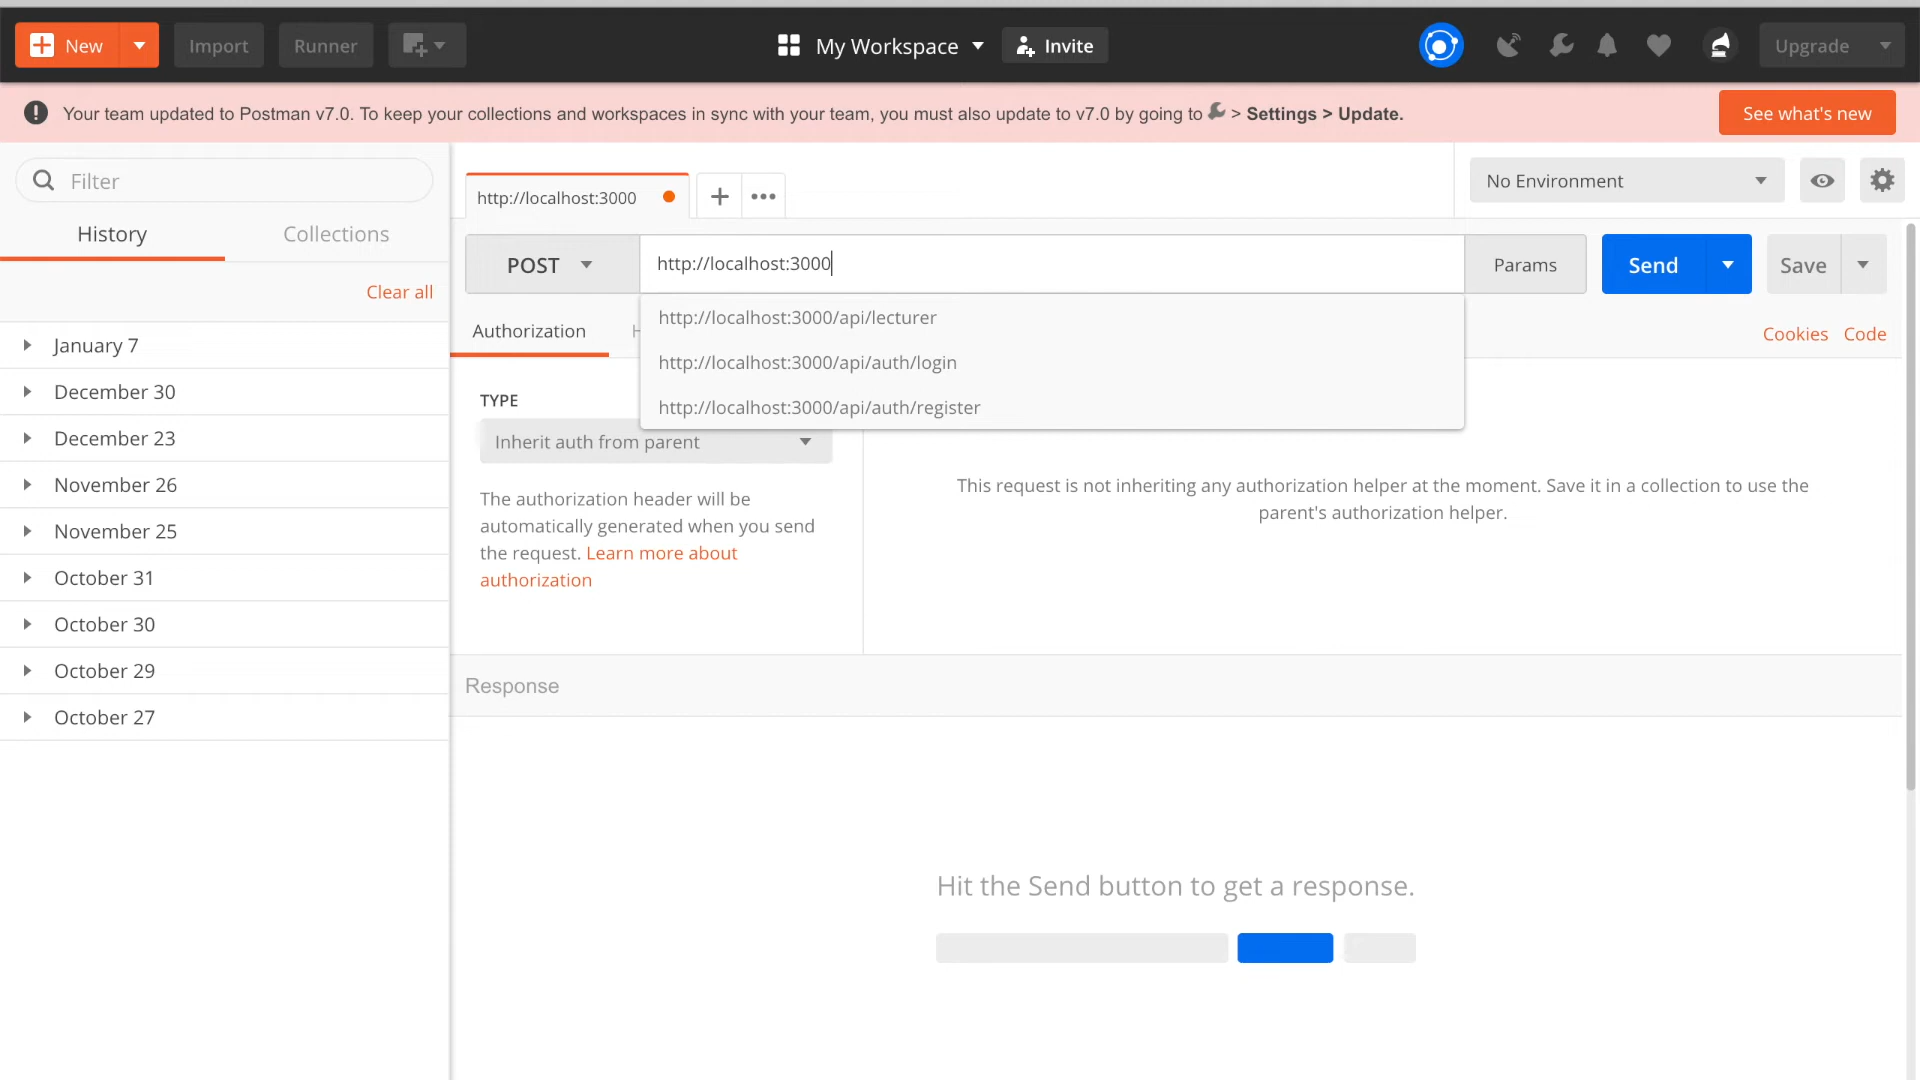 New
Import
Runner
My Workspace
Invite
Upgrade
Your team updated to Postman v7.0. To keep your collections and workspaces in sync with your team, you must also update to v7.0 by going to > Settings > Update.
See what's new
Filter
History
Collections
Clear all
January 7
December 30
December 23
November 26
November 25
October 31
October 30
October 29
October 27
http://localhost:3000
No Environment
POST
http://localhost:3000
Params
Send
Save
http://localhost:3000/api/lecturer
http://localhost:3000/api/auth/login
http://localhost:3000/api/auth/register
Authorization
Cookies
Code
TYPE
Inherit auth from parent
The authorization header will be
automatically generated when you send
the request. Learn more about
authorization
This request is not inheriting any authorization helper at the moment. Save it in a collection to use the
parent's authorization helper.
Response
Hit the Send button to get a response.